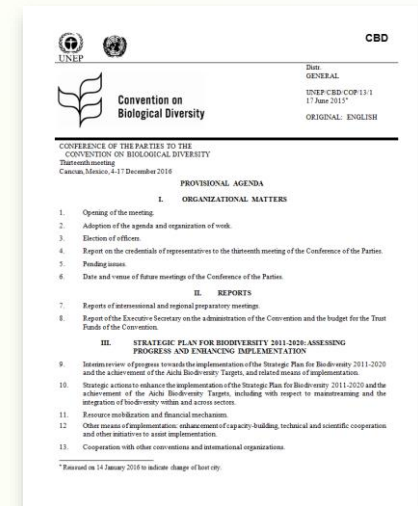 CBD
UNEP
Convention on
Biological Diversity
Distr.
GENERAL
UNEP/CBD/COP/13/1
17 June 2015*
ORIGINAL: ENGLISH
CONFERENCE OF THE PARTIES TO THE
CONVENTION ON BIOLOGICAL DIVERSITY
Thirteenth meeting
Cancun, Mexico, 4-17 December 2016
PROVISIONAL AGENDA
I. ORGANIZATIONAL MATTERS
1. Opening of the meeting.
2. Adoption of the agenda and organization of work.
3. Election of officers.
4. Report on the credentials of representatives to the thirteenth meeting of the Conference of the Parties.
5. Pending issues.
6. Date and venue of future meetings of the Conference of the Parties.
II. REPORTS
7. Reports of intersessional and regional preparatory meetings.
8. Report of the Executive Secretary on the administration of the Convention and the budget for the Trust
Funds of the Convention.
III. STRATEGIC PLAN FOR BIODIVERSITY 2011-2020: ASSESSING
PROGRESS AND ENHANCING IMPLEMENTATION
9. Interim review of progress towards the implementation of the Strategic Plan for Biodiversity 2011-2020
and the achievement of the Aichi Biodiversity Targets, and related means of implementation.
10. Strategic actions to enhance the implementation of the Strategic Plan for Biodiversity 2011-2020 and the
achievement of the Aichi Biodiversity Targets, including with respect to mainstreaming and the
integration of biodiversity within and across sectors.
11. Resource mobilization and financial mechanism.
12 Other means of implementation: enhancement of capacity-building, technical and scientific cooperation
and other initiatives to assist implementation.
13. Cooperation with other conventions and international organizations.
* Reissued on 14 January 2016 to indicate change of host city.